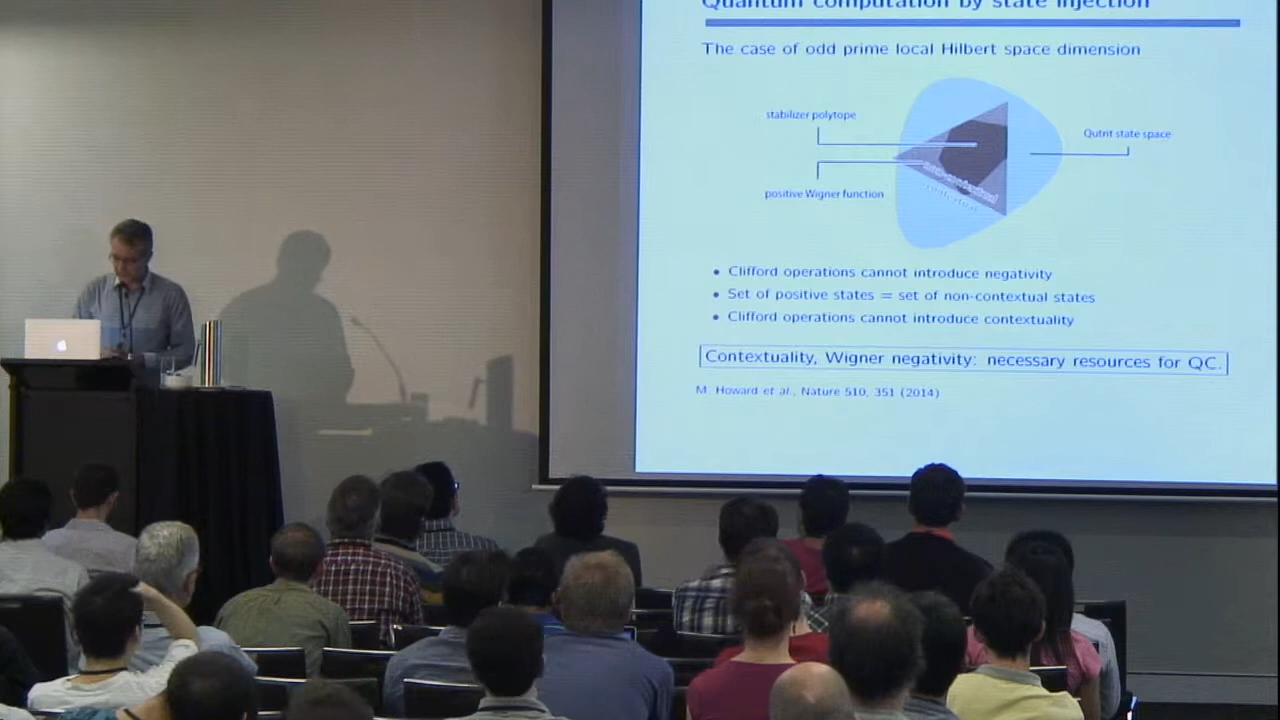 Quantum computation by state injection
The case of odd prime local Hilbert space dimension
stabilizer polytope
Qutrit state space
positive Wigner function
contextual
• Clifford operations cannot introduce negativity
• Set of positive states = set of non-contextual states
• Clifford operations cannot introduce contextuality
Contextuality, Wigner negativity: necessary resources for QC.
M. Howard et al., Nature 510, 351 (2014)